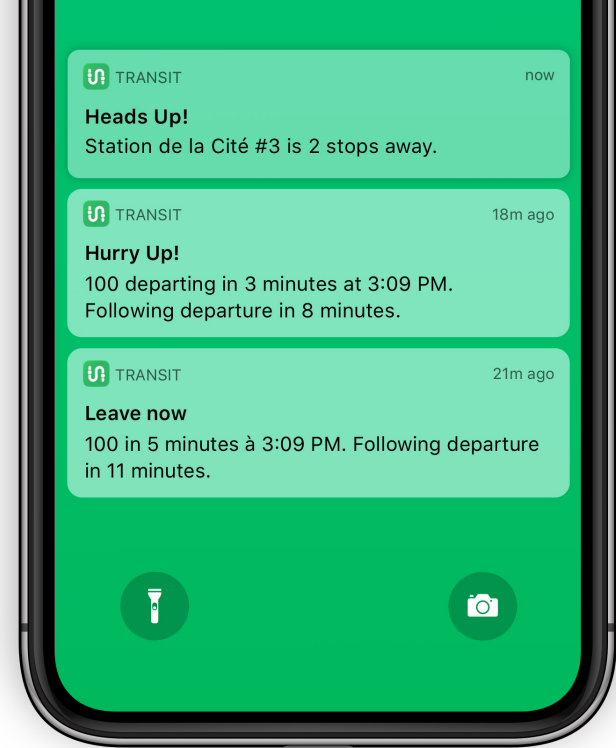 TRANSIT now
Heads Up!
Station de la Cité #3 is 2 stops away.
TRANSIT 18m ago
Hurry Up!
100 departing in 3 minutes at 3:09 PM.
Following departure in 8 minutes.
TRANSIT 21m ago
Leave now
100 in 5 minutes à 3:09 PM. Following departure
in 11 minutes.